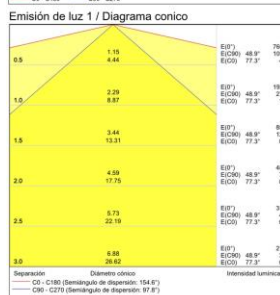 Emisión de luz 1 / Diagrama conico
0.5 1.15 4.44 E(0°) E(C90) 48.9° E(C0) 77.3°
1.0 2.29 8.87 E(0°) E(C90) 48.9° E(C0) 77.3°
1.5 3.44 13.31 E(0°) E(C90) 48.9° E(C0) 77.3°
2.0 4.59 17.75 E(0°) E(C90) 48.9° E(C0) 77.3°
2.5 5.73 22.19 E(0°) E(C90) 48.9° E(C0) 77.3°
3.0 6.88 26.62 E(0°) E(C90) 48.9° E(C0) 77.3°
Separación Diámetro cónico Intensidad lumínica
C0 - C180 (Semiángulo de dispersión: 154.6°)
C90 - C270 (Semiángulo de dispersión: 97.8°)